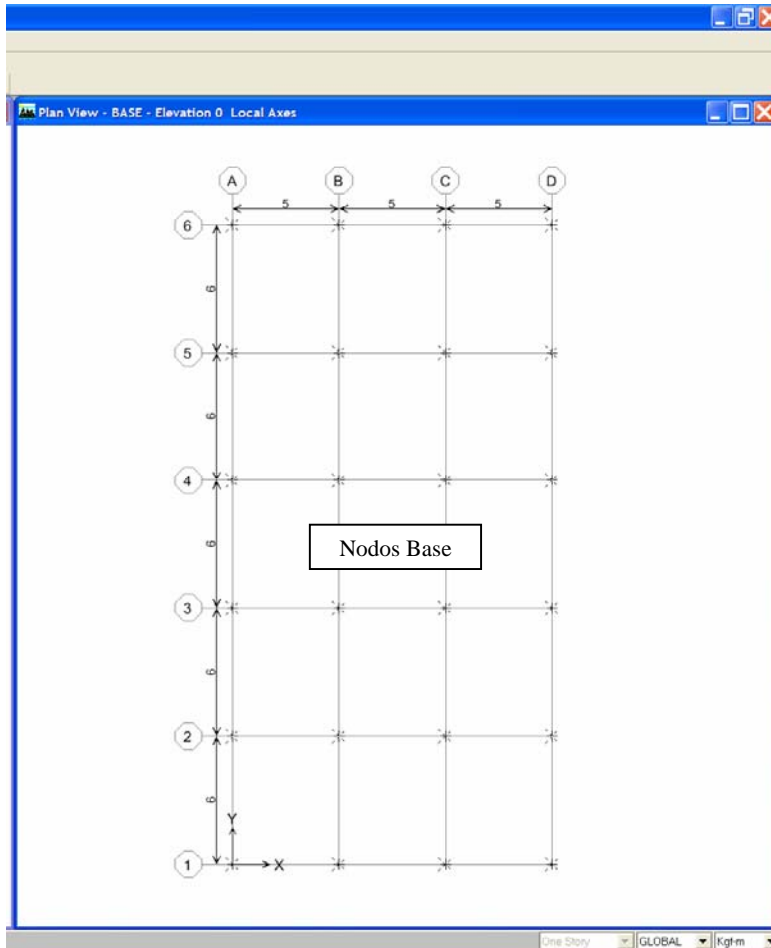 Plan View - BASE - Elevation 0 Local Axes
A B C D
5 5 5
6
6
5
6
4
Nodos Base
6
3
6
2
6
Y
1 X
One Story GLOBAL Kgf-m